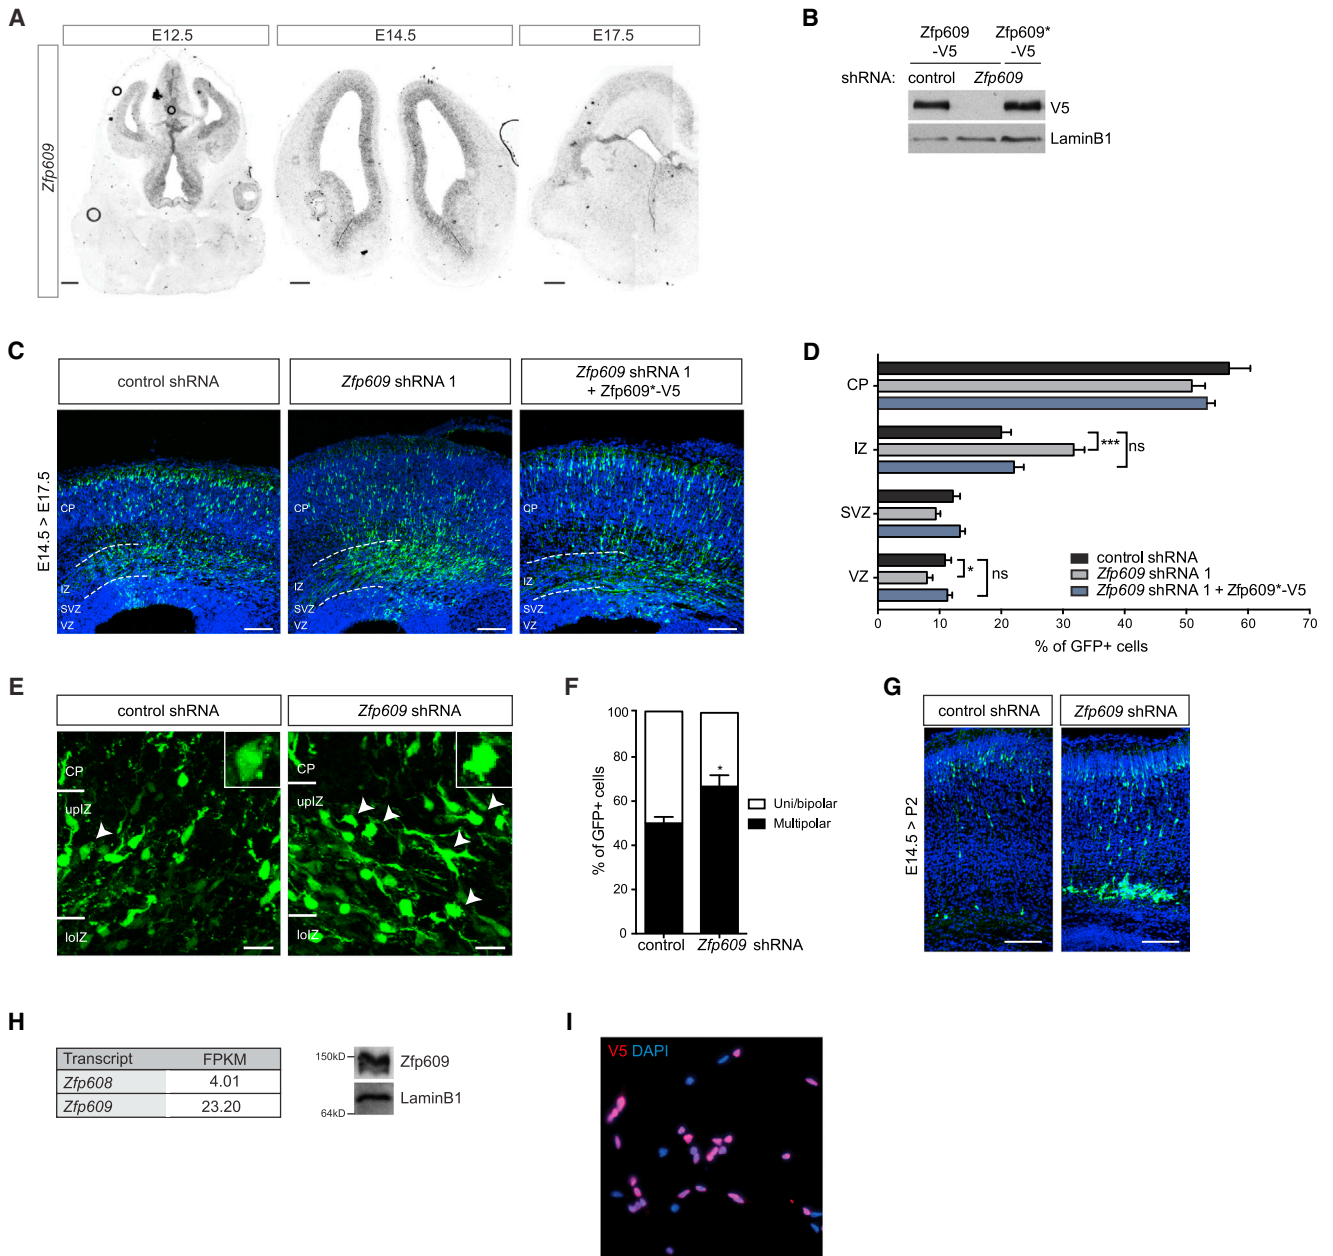 A
E12.5
E14.5
E17.5
Zfp609
B
Zfp609 Zfp609*
-V5 -V5
shRNA: control Zfp609
V5
LaminB1
C
control shRNA
Zfp609 shRNA 1
Zfp609 shRNA 1
+ Zfp609*-V5
E14.5 > E17.5
CP
IZ
SVZ
VZ
CP
IZ
SVZ
VZ
CP
IZ
SVZ
VZ
D
CP
IZ
SVZ
VZ
*** ns
* ns
control shRNA
Zfp609 shRNA 1
Zfp609 shRNA 1 + Zfp609*-V5
0 10 20 30 40 50 60 70
% of GFP+ cells
E
control shRNA
Zfp609 shRNA
CP
upIZ
loIZ
CP
upIZ
loIZ
F
100
80
60
40
20
0
% of GFP+ cells
*
Uni/bipolar
Multipolar
control Zfp609 shRNA
G
control shRNA
Zfp609 shRNA
E14.5 > P2
H
Transcript FPKM
Zfp608 4.01
Zfp609 23.20
150kD
Zfp609
LaminB1
64kD
I
V5 DAPI